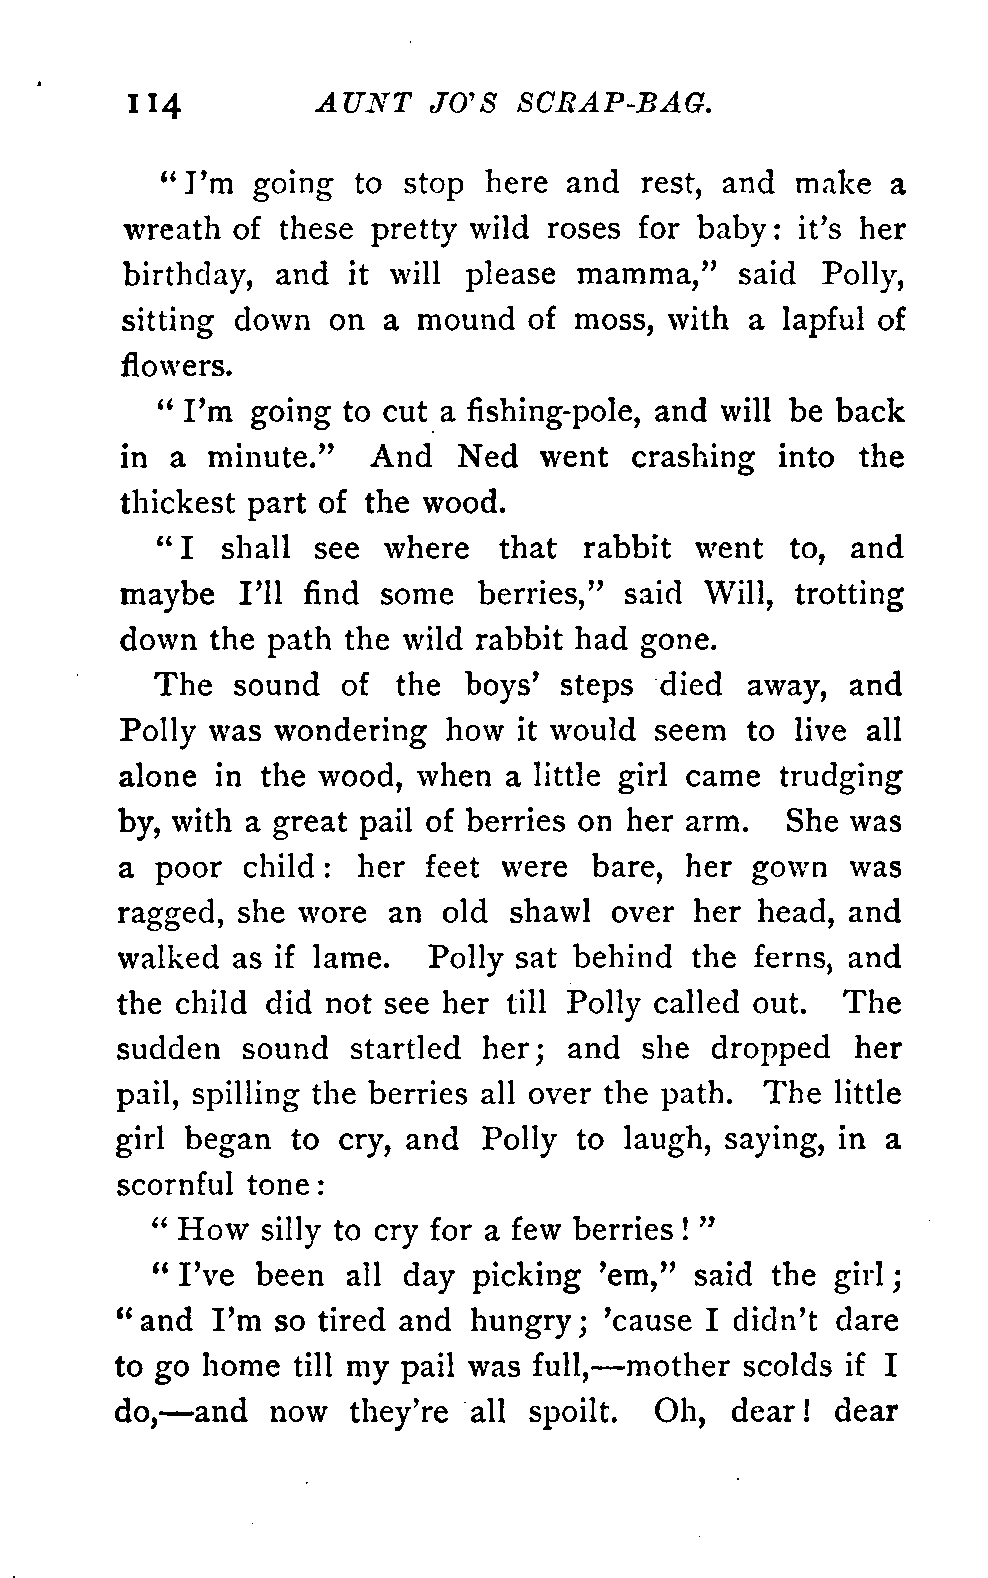 114 AUNT JO'S SCRAP-BAG.
"I'm going to stop here and rest, and make a
wreath of these pretty wild roses for baby: it's her
birthday, and it will please mamma," said Polly,
sitting down on a mound of moss, with a lapful of
flowers.
"I'm going to cut a fishing-pole, and will be back
in a minute." And Ned went crashing into the
thickest part of the wood.
"I shall see where that rabbit went to, and
maybe I'll find some berries," said Will, trotting
down the path the wild rabbit had gone.
The sound of the boys' steps died away, and
Polly was wondering how it would seem to live all
alone in the wood, when a little girl came trudging
by, with a great pail of berries on her arm. She was
a poor child: her feet were bare, her gown was
ragged, she wore an old shawl over her head, and
walked as if lame. Polly sat behind the ferns, and
the child did not see her till Polly called out. The
sudden sound startled her; and she dropped her
pail, spilling the berries all over the path. The little
girl began to cry, and Polly to laugh, saying, in a
scornful tone:
"How silly to cry for a few berries!"
"I've been all day picking 'em," said the girl;
"and I'm so tired and hungry; 'cause I didn't dare
to go home till my pail was full,—mother scolds if I
do,—and now they're all spoilt. Oh, dear! dear